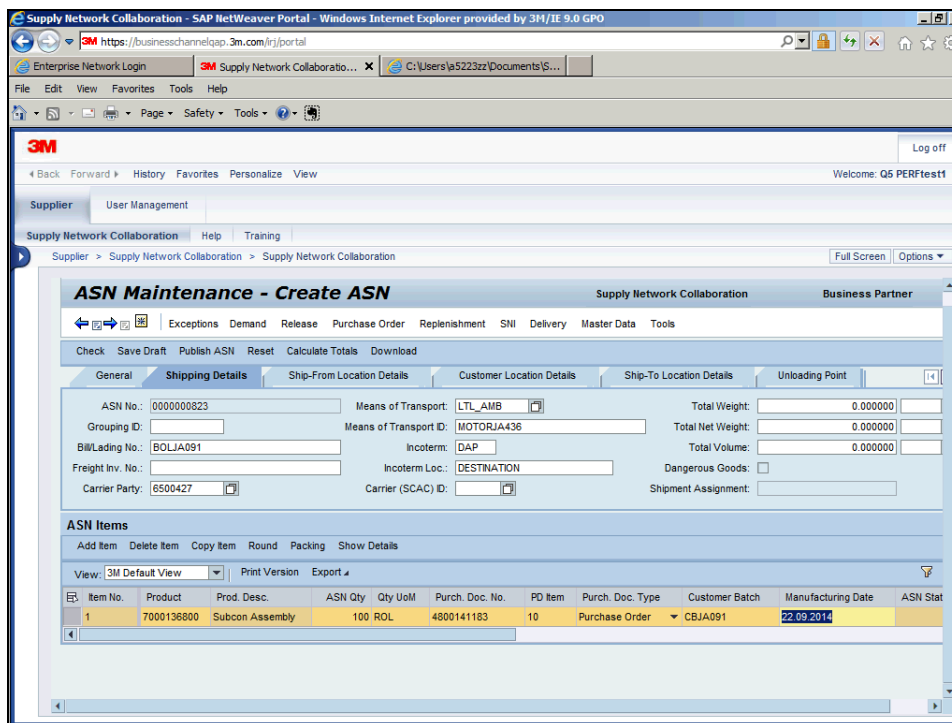 Supply Network Collaboration - SAP NetWeaver Portal - Windows Internet Explorer provided by 3M/IE 9.0 GPO
3M https://businesschannelqap.3m.com/irj/portal
Enterprise Network Login 3M Supply Network Collaboratio... X C:\Users\a5223zz\Documents\S...
File Edit View Favorites Tools Help
Page Safety Tools
3M Log off
Back Forward History Favorites Personalize View Welcome: Q5 PERFtest1
Supplier User Management
Supply Network Collaboration Help Training
Supplier > Supply Network Collaboration > Supply Network Collaboration Full Screen Options
ASN Maintenance - Create ASN Supply Network Collaboration Business Partner
Exceptions Demand Release Purchase Order Replenishment SNI Delivery Master Data Tools
Check Save Draft Publish ASN Reset Calculate Totals Download
General Shipping Details Ship-From Location Details Customer Location Details Ship-To Location Details Unloading Point
ASN No.: 0000000823 Means of Transport: LTL_AMB Total Weight: 0.000000
Grouping ID: Means of Transport ID: MOTORJA436 Total Net Weight: 0.000000
Bill/Lading No.: BOLJA091 Incoterm: DAP Total Volume: 0.000000
Freight Inv. No.: Incoterm Loc.: DESTINATION Dangerous Goods:
Carrier Party: 6500427 Carrier (SCAC) ID: Shipment Assignment:
ASN Items
Add Item Delete Item Copy Item Round Packing Show Details
View: 3M Default View Print Version Export
Item No. Product Prod. Desc. ASN Qty Qty UoM Purch. Doc. No. PD Item Purch. Doc. Type Customer Batch Manufacturing Date ASN Stat
1 7000136800 Subcon Assembly 100 ROL 4800141183 10 Purchase Order CBJA091 22.09.2014